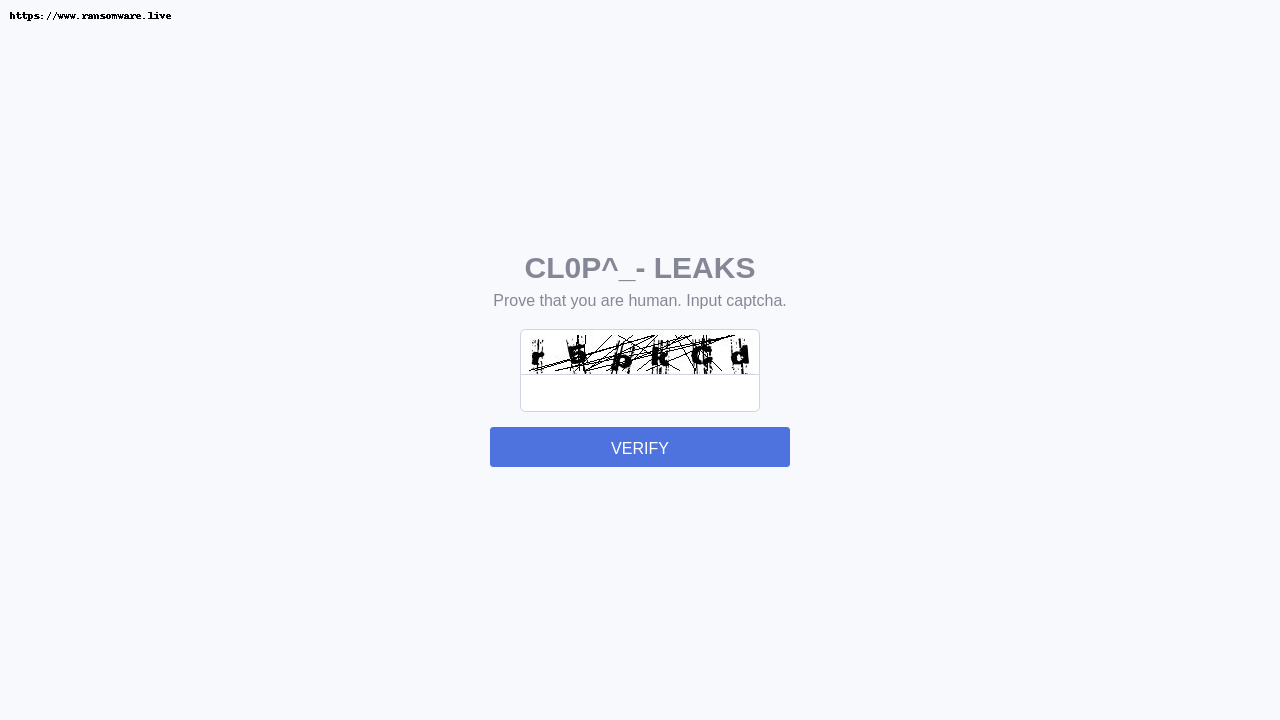 https://www.ransomware.live
CL0P^_- LEAKS
Prove that you are human. Input captcha.
VERIFY